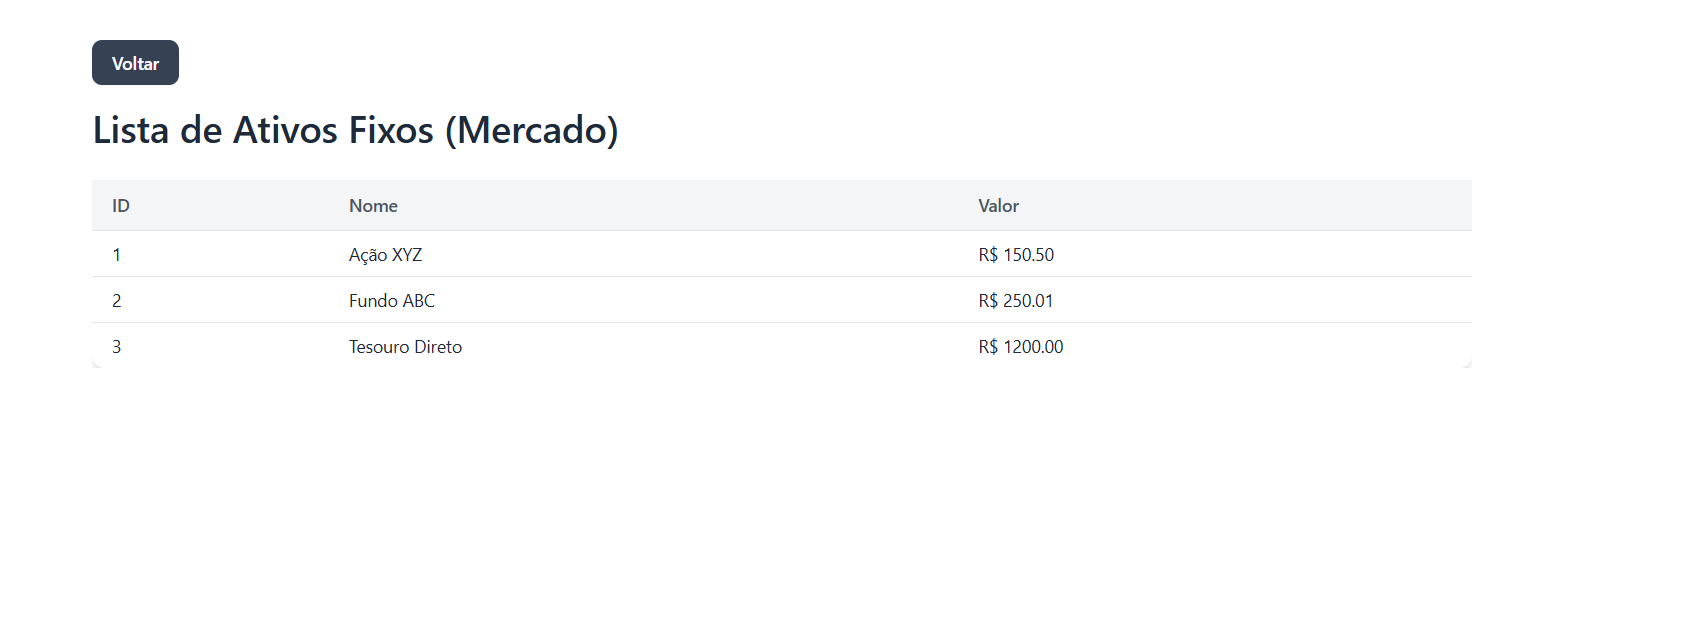 Voltar
Lista de Ativos Fixos (Mercado)
ID Nome Valor
1 Ação XYZ R$ 150.50
2 Fundo ABC R$ 250.01
3 Tesouro Direto R$ 1200.00